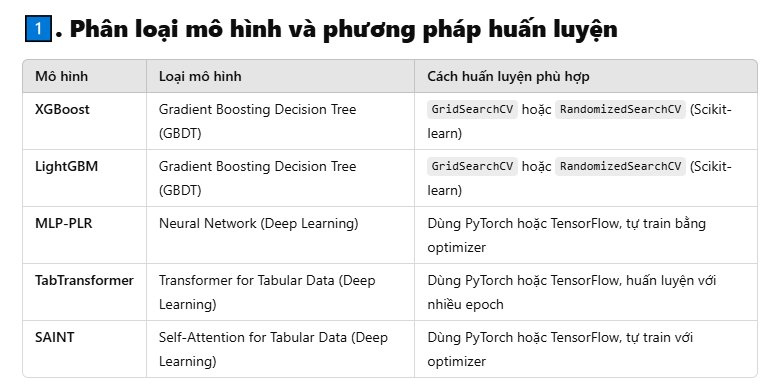 1. Phân loại mô hình và phương pháp huấn luyện
Mô hình Loại mô hình Cách huấn luyện phù hợp
XGBoost Gradient Boosting Decision Tree GridSearchCV hoặc RandomizedSearchCV (Scikit-
(GBDT) learn)
LightGBM Gradient Boosting Decision Tree GridSearchCV hoặc RandomizedSearchCV (Scikit-
(GBDT) learn)
MLP-PLR Neural Network (Deep Learning) Dùng PyTorch hoặc TensorFlow, tự train bằng
optimizer
TabTransformer Transformer for Tabular Data (Deep Dùng PyTorch hoặc TensorFlow, huấn luyện với
Learning) nhiều epoch
SAINT Self-Attention for Tabular Data (Deep Dùng PyTorch hoặc TensorFlow, tự train với
Learning) optimizer